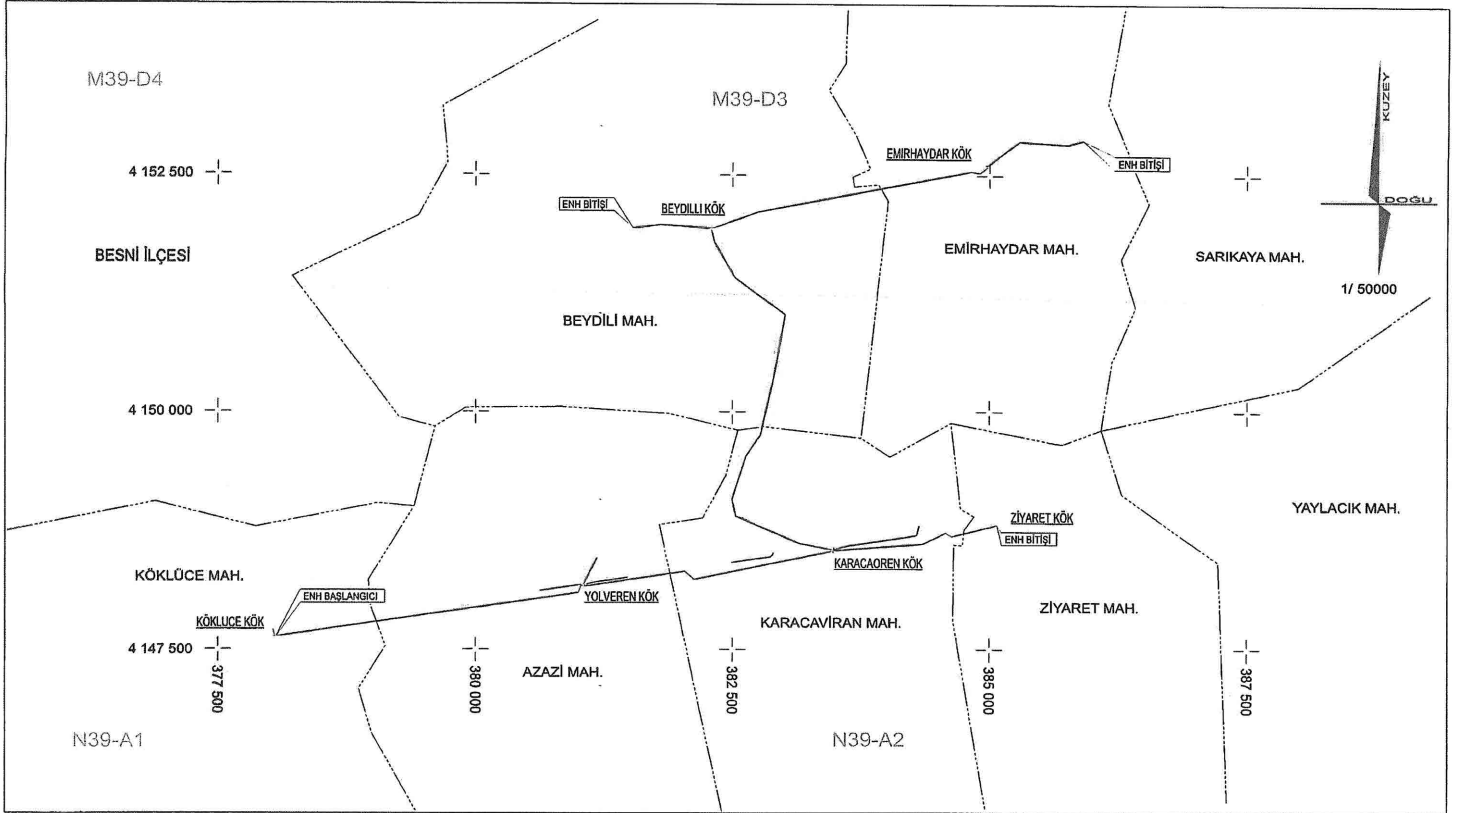 M39-D4
M39-D3
KUZEY
EMIRHAYDAR KÖK
4 152 500
ENH BİTİŞİ
ENH BİTİŞİ
BEYDILLI KÖK
DOĞU
BESNİ İLÇESİ
EMİRHAYDAR MAH.
SARIKAYA MAH.
1/ 50000
BEYDİLİ MAH.
4 150 000
ZİYARET KÖK
YAYLACIK MAH.
ENH BİTİŞİ
KARACAOREN KÖK
KÖKLÜCE MAH.
ENH BAŞLANGICI
YOLVEREN KÖK
ZİYARET MAH.
KÖKLUCE KÖK
KARACAVİRAN MAH.
4 147 500
AZAZİ MAH.
377 500
380 000
382 500
385 000
387 500
N39-A1
N39-A2